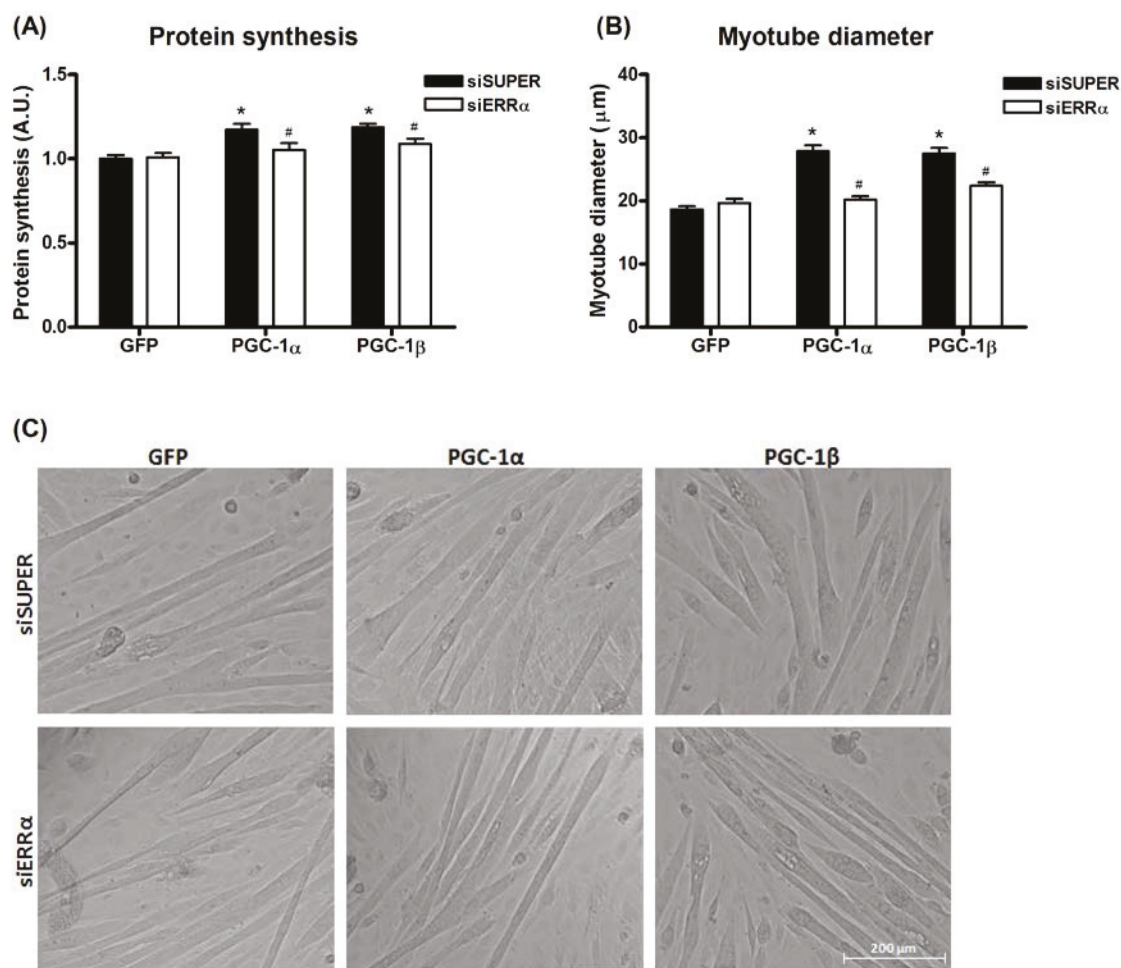 (A)
Protein synthesis
siSUPER
siERRα
Protein synthesis (A.U.)
1.5
1.0
0.5
0.0
*
#
*
#
GFP
PGC-1α
PGC-1β
(B)
Myotube diameter
siSUPER
siERRα
Myotube diameter (μm)
40
30
20
10
0
*
#
*
#
GFP
PGC-1α
PGC-1β
(C)
GFP
PGC-1α
PGC-1β
siSUPER
siERRα
200 μm